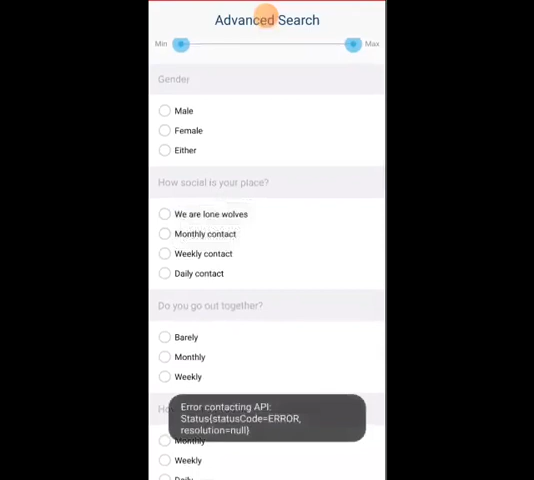 Advanced Search
Min Max
Gender
Male
Female
Either
How social is your place?
We are lone wolves
Monthly contact
Weekly contact
Daily contact
Do you go out together?
Barely
Monthly
Weekly
Error contacting API:
Status{statusCode=ERROR,
resolution=null}
Monthly
Weekly
Daily